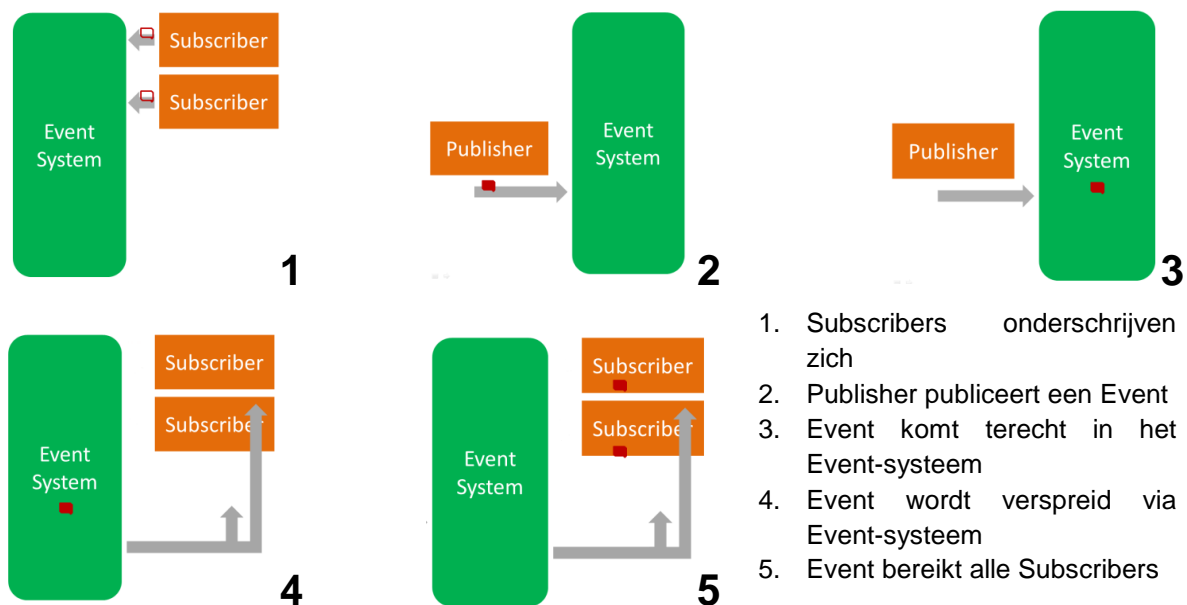 Subscriber
Subscriber
Event
System
1
Publisher
Event
System
2
Publisher
Event
System
3
Subscriber
Subscriber
Event
System
4
Subscriber
Subscriber
Event
System
5
1. Subscribers onderschrijven
zich
2. Publisher publiceert een Event
3. Event komt terecht in het
Event-systeem
4. Event wordt verspreid via
Event-systeem
5. Event bereikt alle Subscribers